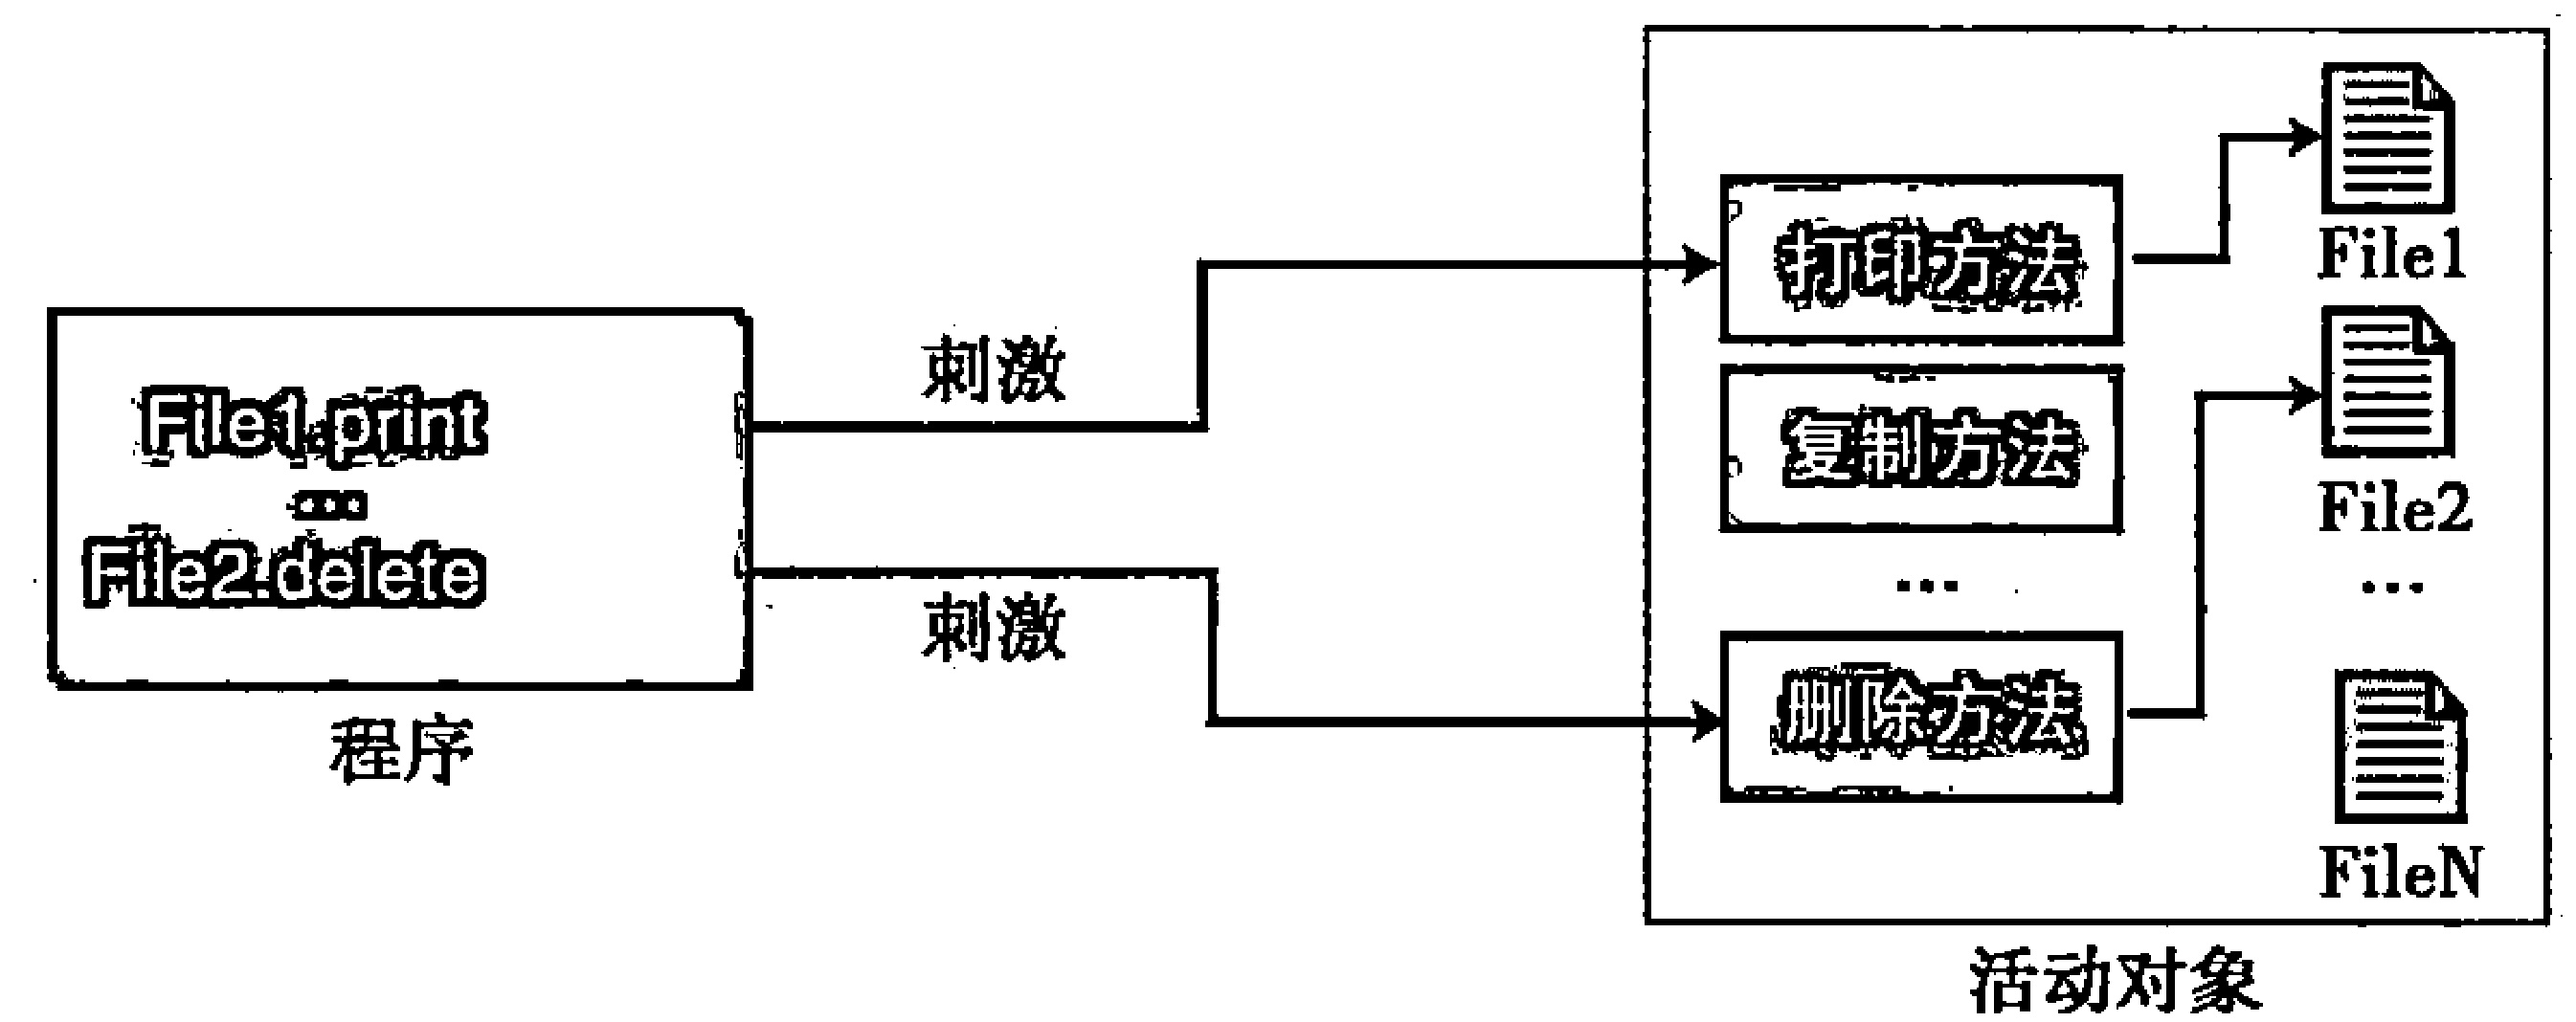 File1.print
...
File2.delete
程序
刺激
刺激
打印方法
复制方法
...
删除方法
File1
File2
...
FileN
活动对象